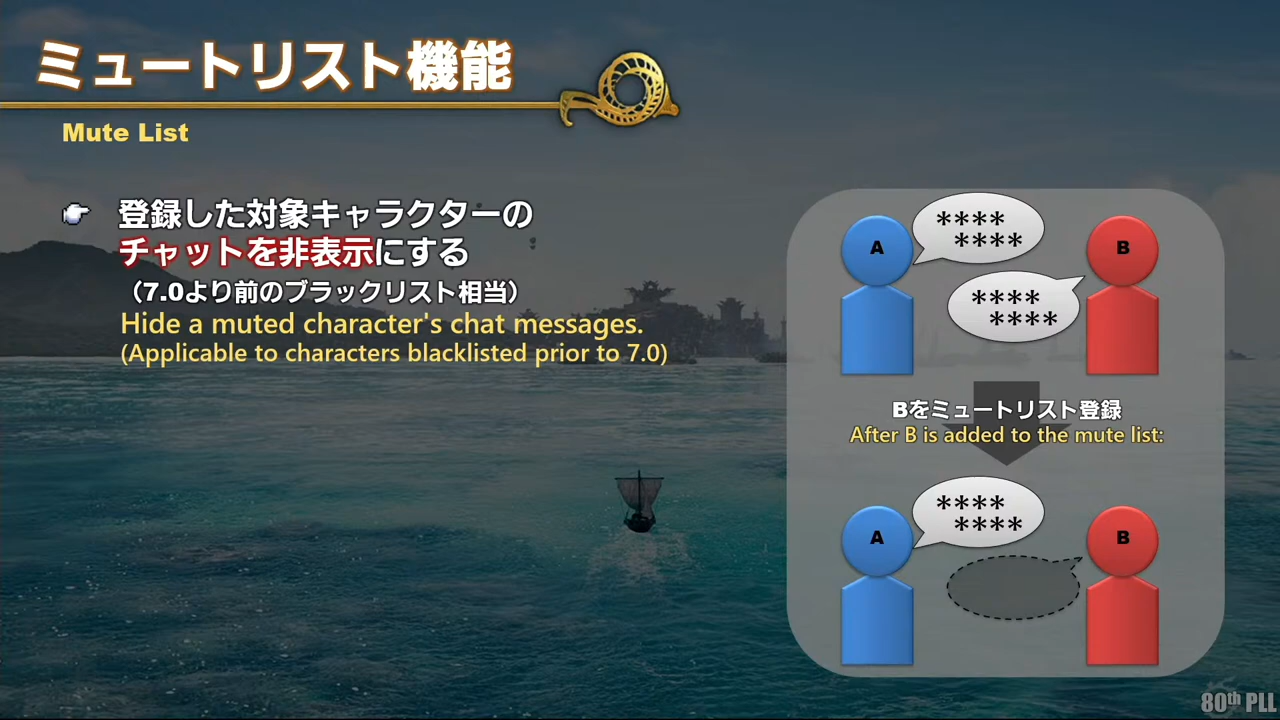 ミュートリスト機能
Mute List
登録した対象キャラクターの
チャットを非表示にする
（7.0より前のブラックリスト相当）
Hide a muted character's chat messages.
(Applicable to characters blacklisted prior to 7.0)
A
****
****
B
****
****
Bをミュートリスト登録
After B is added to the mute list:
A
****
****
B
80th PLL